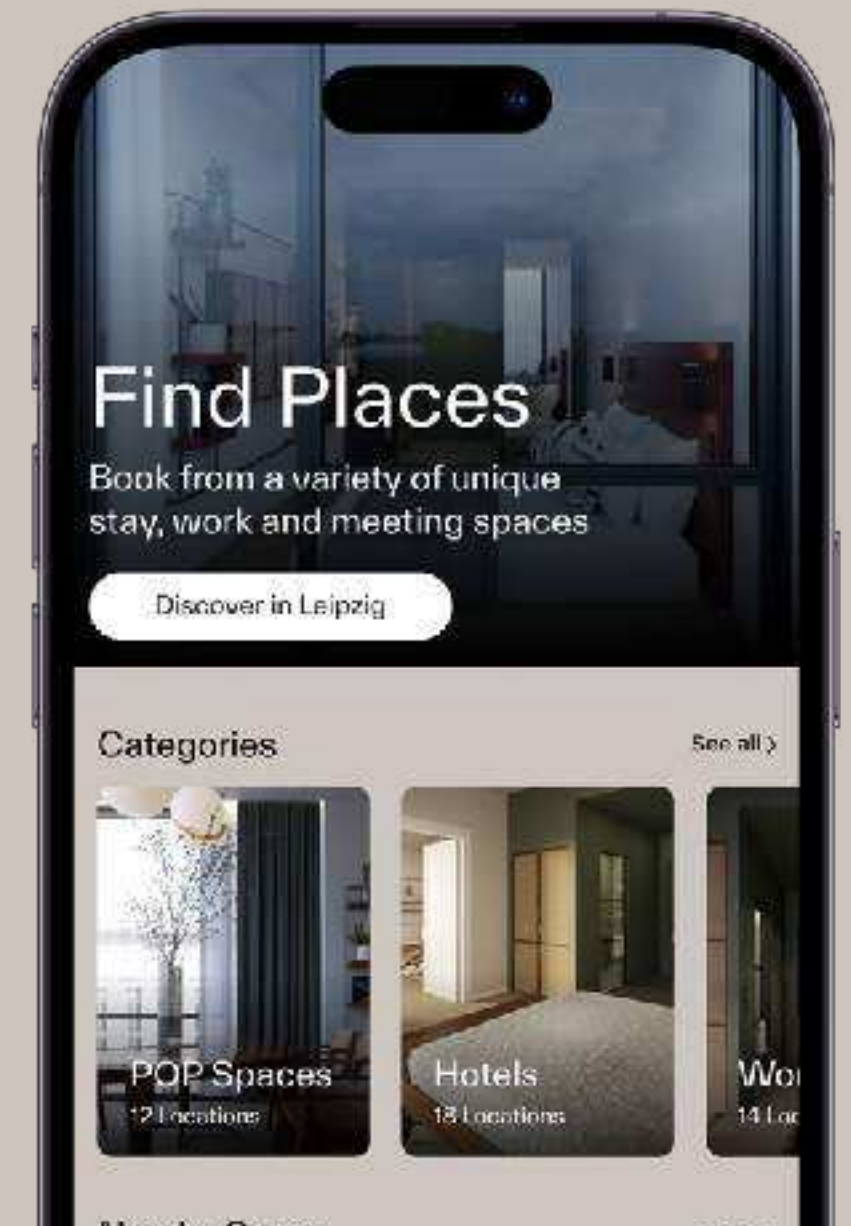 Find Places
Book from a variety of unique
stay, work and meeting spaces
Discover in Leipzig
Categories
See all ›
POP Spaces
12 Locations
Hotels
18 Locations
14